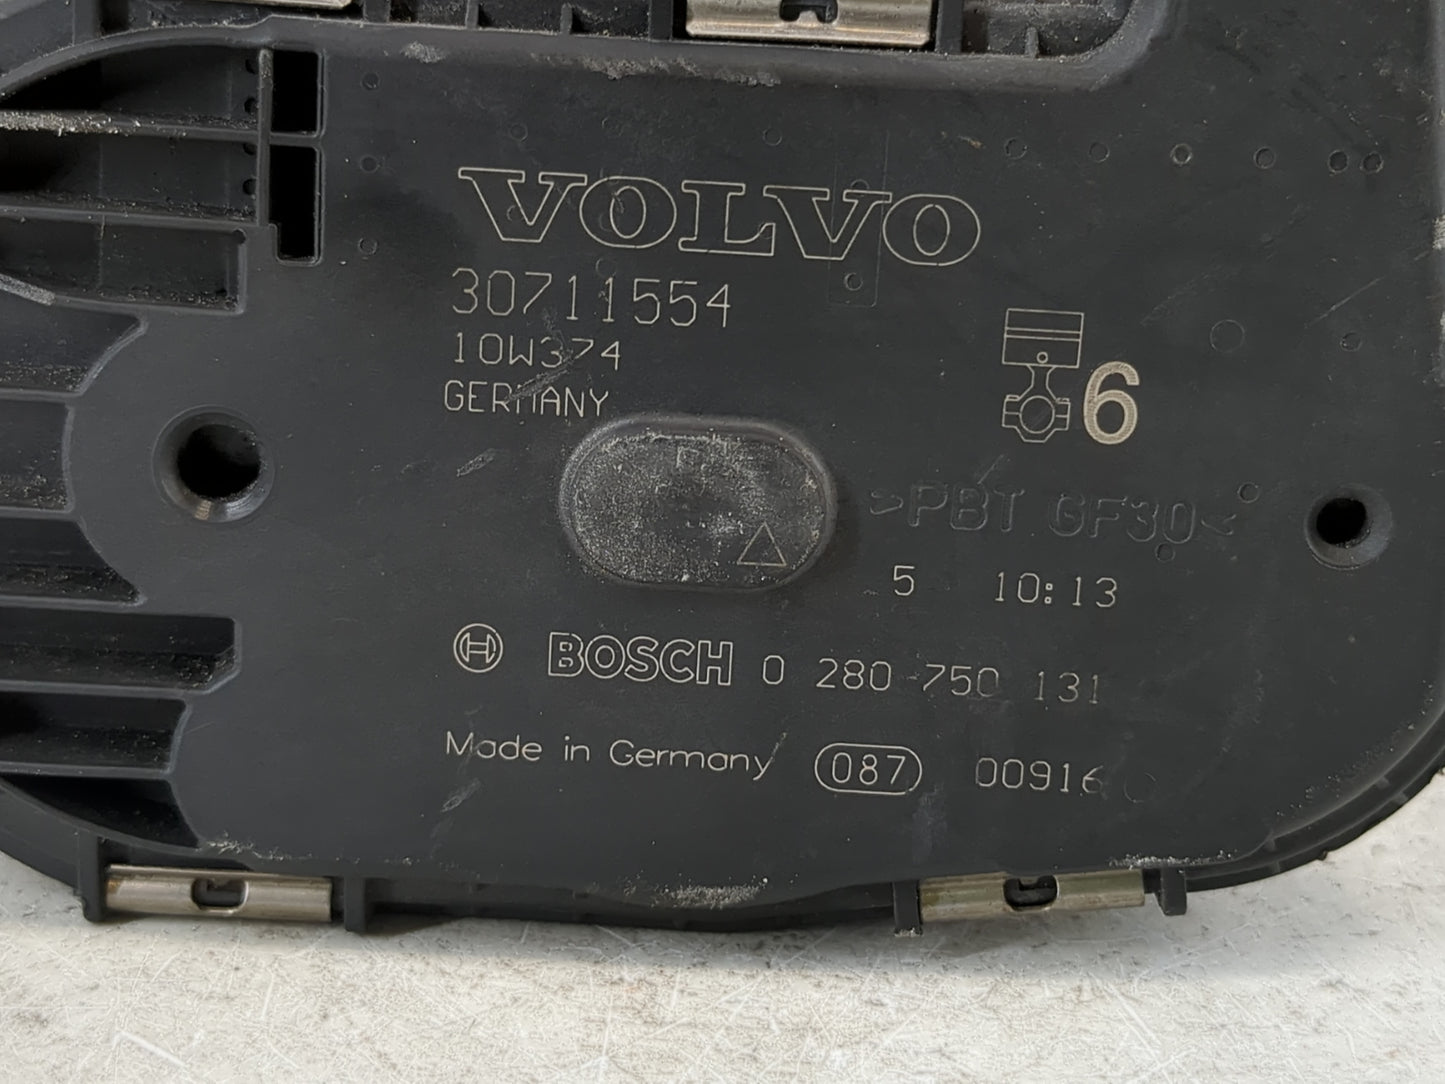 VOLVO
30711554
10W374
GERMANY
6
>PBT GF30<
5 10:13
BOSCH 0 280 750 131
Made in Germany 087 00916